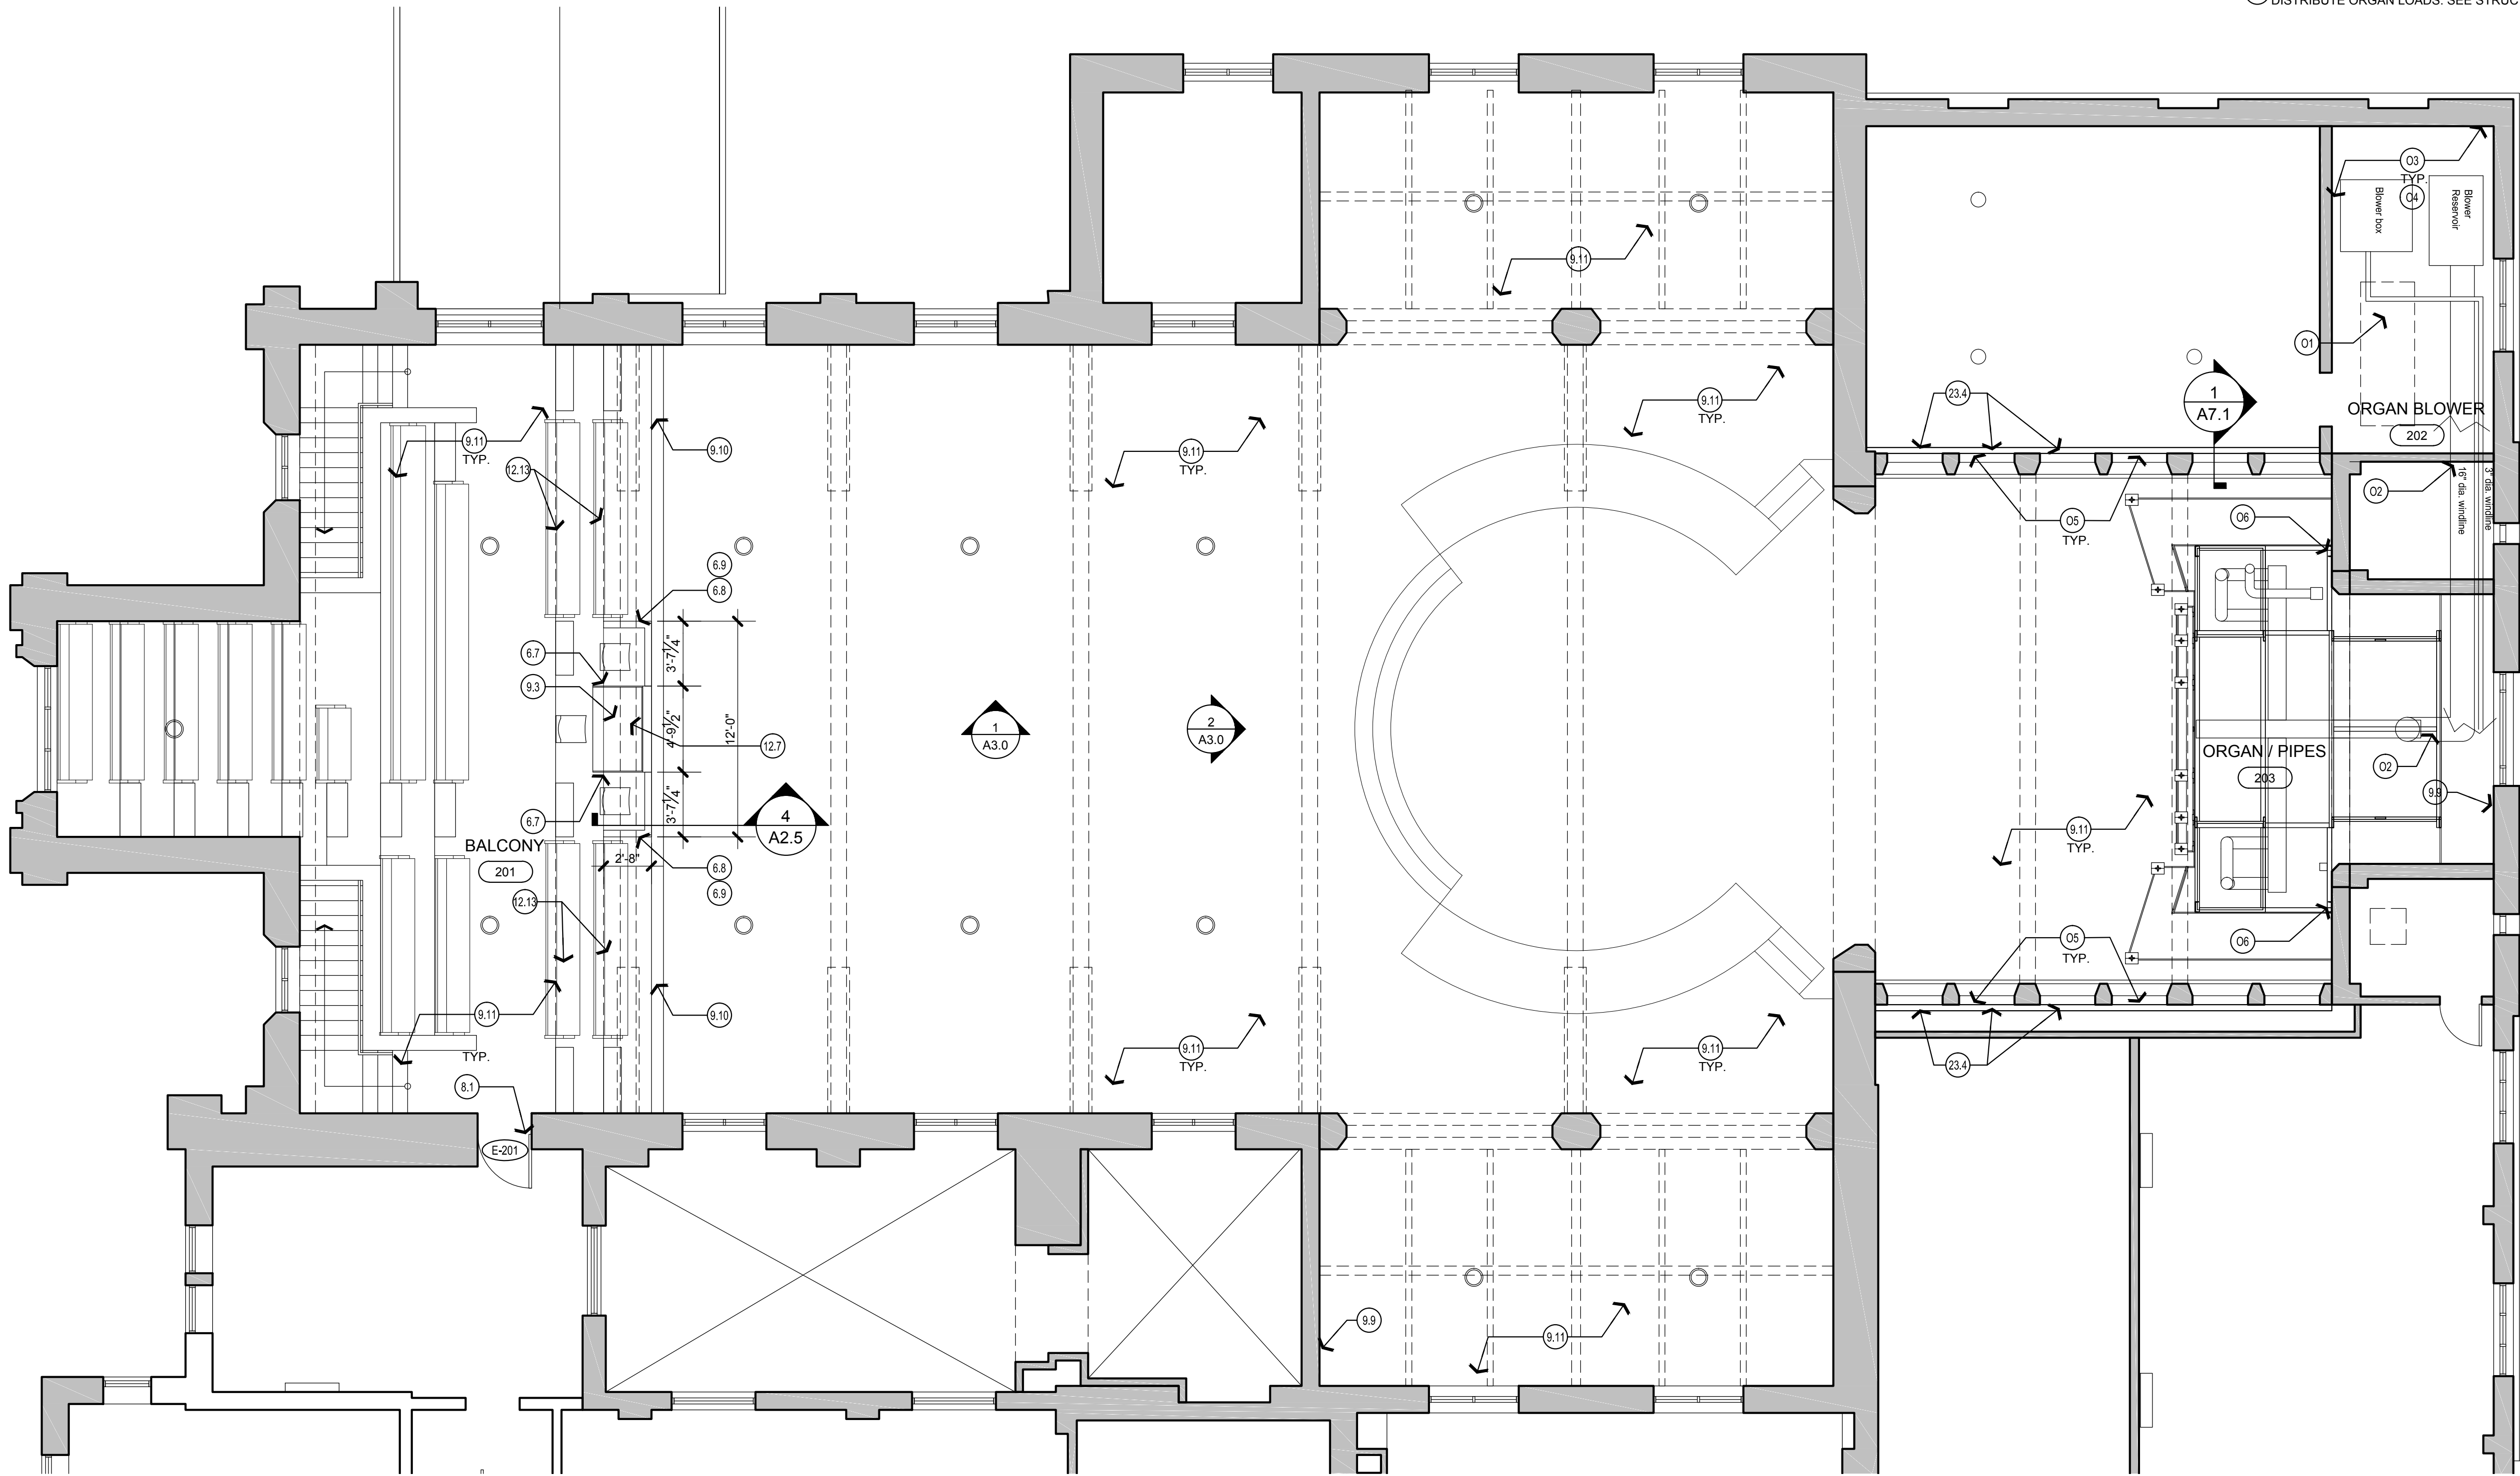 DISTRIBUTE ORGAN LOADS. SEE STRUC
O3
TYP.
O4
Blower box
Blower
Reservoir
9.11
O1
1
A7.1
ORGAN BLOWER
202
23.4
9.11
TYP.
9.11
TYP.
9.11
TYP.
9.10
12.13
O2
16" dia. windline
3" dia. windline
O5
TYP.
O6
6.9
6.8
6.7
9.3
3'-7¼"
4'-9½"
3'-7¼"
12'-0"
12.7
1
A3.0
2
A3.0
ORGAN / PIPES
203
O2
9.9
6.7
4
A2.5
BALCONY
201
2'-8"
6.8
6.9
9.11
TYP.
12.13
O5
TYP.
O6
9.11
TYP.
9.10
9.11
TYP.
9.11
TYP.
23.4
8.1
E-201
9.9
9.11